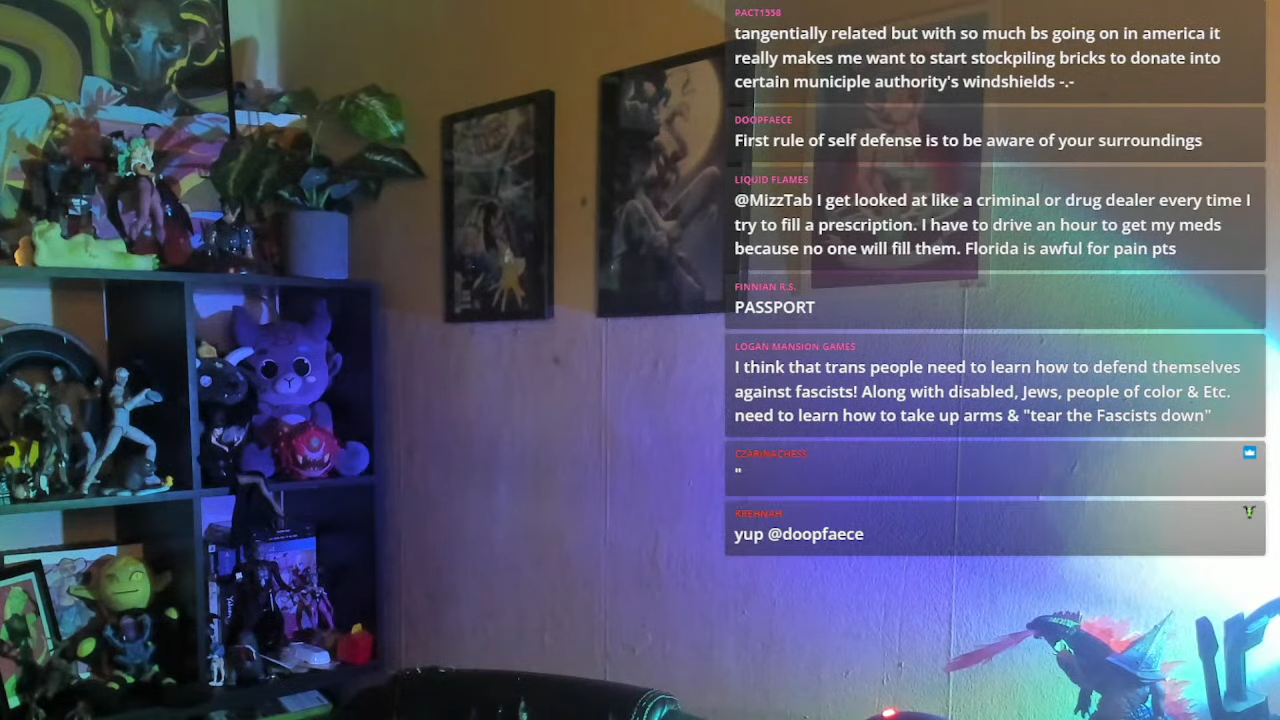 PACT1558
tangentially related but with so much bs going on in america it
really makes me want to start stockpiling bricks to donate into
certain municiple authority's windshields -.-
DOOPFAECE
First rule of self defense is to be aware of your surroundings
LIQUID FLAMES
@MizzTab I get looked at like a criminal or drug dealer every time I
try to fill a prescription. I have to drive an hour to get my meds
because no one will fill them. Florida is awful for pain pts
FINNIAN R.S.
PASSPORT
LOGAN MANSION GAMES
I think that trans people need to learn how to defend themselves
against fascists! Along with disabled, Jews, people of color & Etc.
need to learn how to take up arms & "tear the Fascists down"
CZARINACHESS
"
KREHNAH
yup @doopfaece